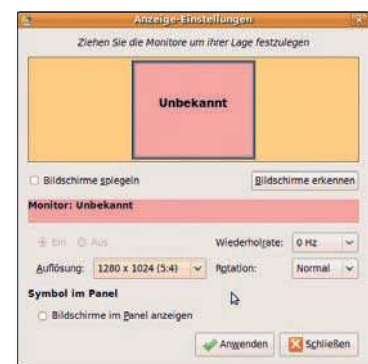 Anzeige-Einstellungen
Ziehen Sie die Monitore um ihrer Lage festzulegen
Unbekannt
Bildschirme spiegeln
Bildschirme erkennen
Monitor: Unbekannt
Ein Aus Wiederholrate: 0 Hz
Auflösung: 1280 x 1024 (5:4) Rotation: Normal
Symbol im Panel
Bildschirme im Panel anzeigen
Anwenden Schließen